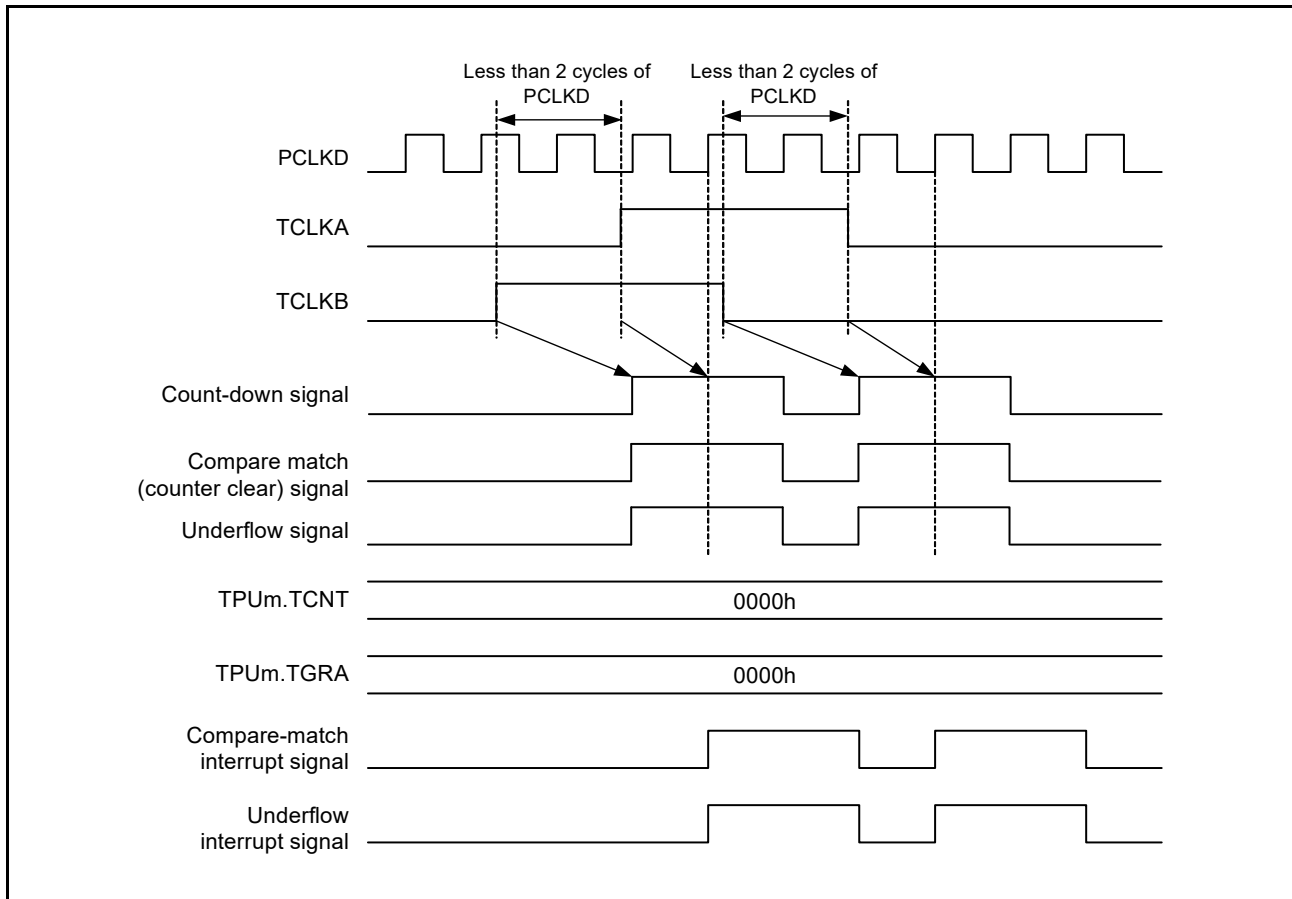 Less than 2 cycles of
PCLKD
Less than 2 cycles of
PCLKD
PCLKD
TCLKA
TCLKB
Count-down signal
Compare match
(counter clear) signal
Underflow signal
TPUm.TCNT
0000h
TPUm.TGRA
0000h
Compare-match
interrupt signal
Underflow
interrupt signal